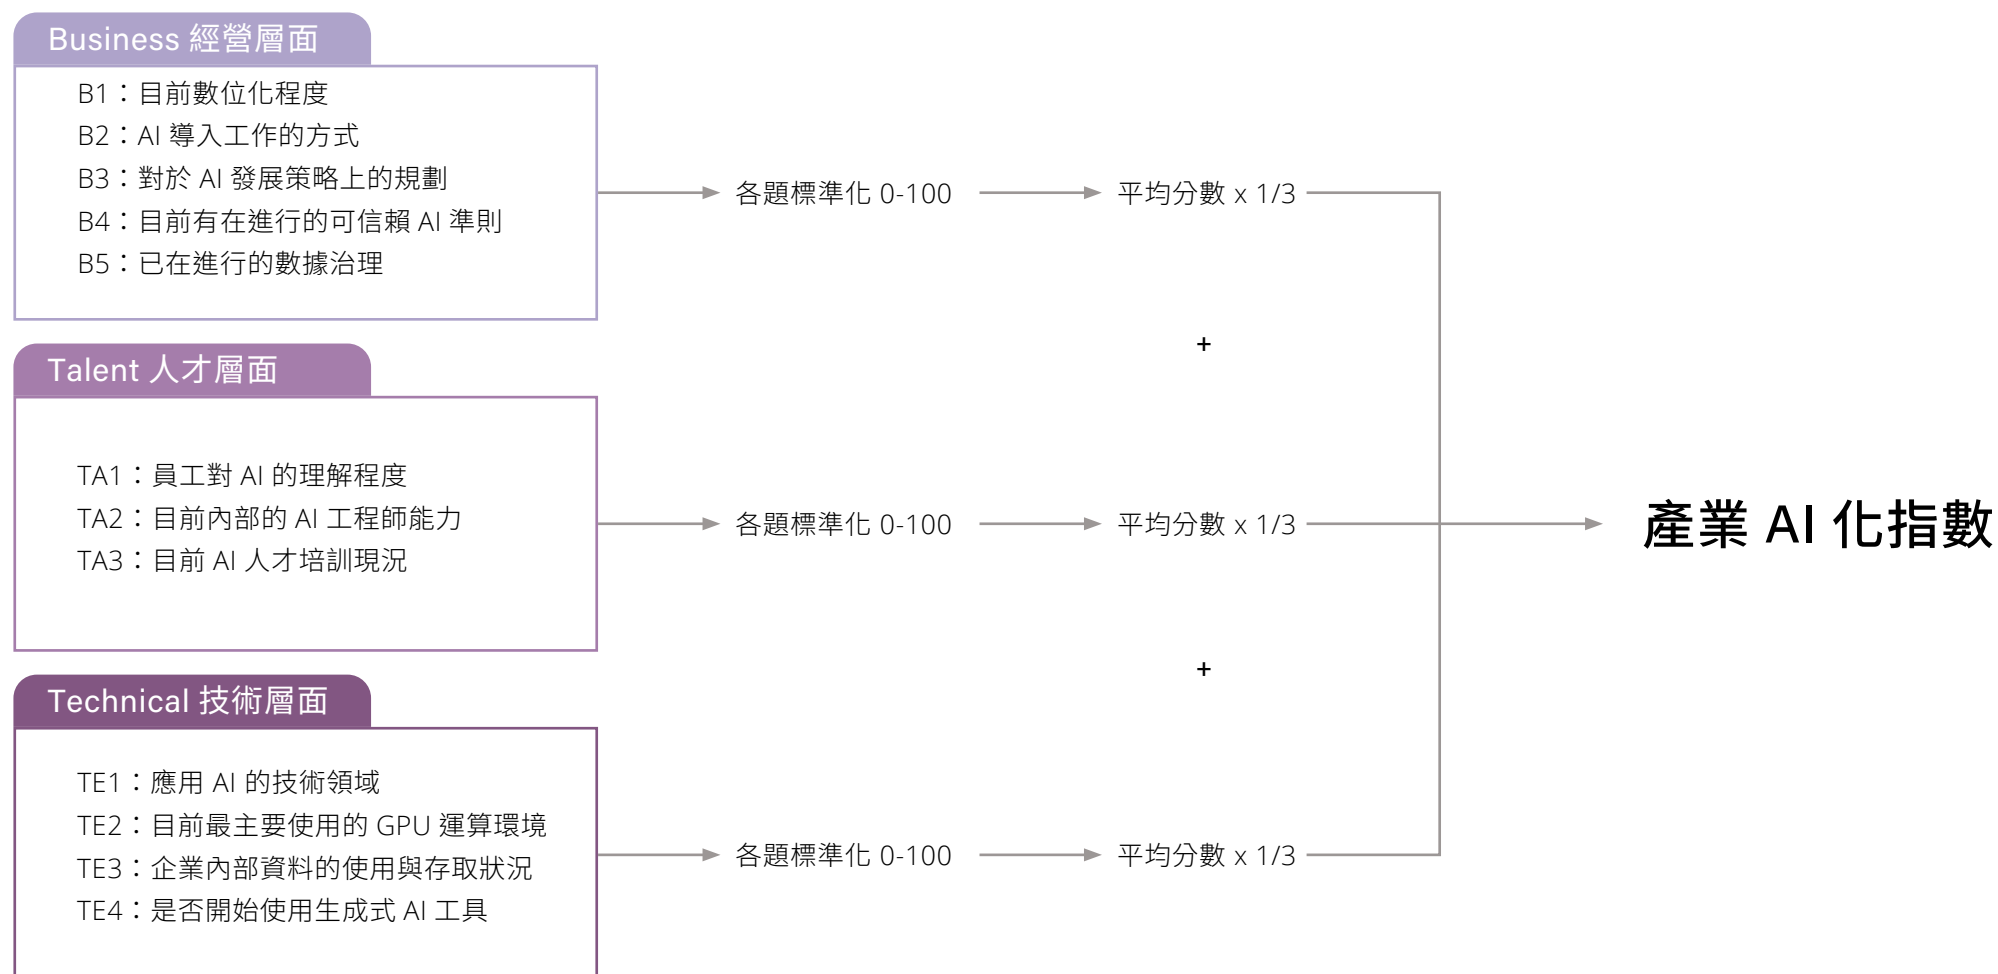 Business 經營層面
B1：目前數位化程度
B2：AI 導入工作的方式
B3：對於 AI 發展策略上的規劃
B4：目前有在進行的可信賴 AI 準則
B5：已在進行的數據治理
各題標準化 0-100
平均分數 x 1/3
+
Talent 人才層面
TA1：員工對 AI 的理解程度
TA2：目前內部的 AI 工程師能力
TA3：目前 AI 人才培訓現況
各題標準化 0-100
平均分數 x 1/3
產業 AI 化指數
+
Technical 技術層面
TE1：應用 AI 的技術領域
TE2：目前最主要使用的 GPU 運算環境
TE3：企業內部資料的使用與存取狀況
TE4：是否開始使用生成式 AI 工具
各題標準化 0-100
平均分數 x 1/3